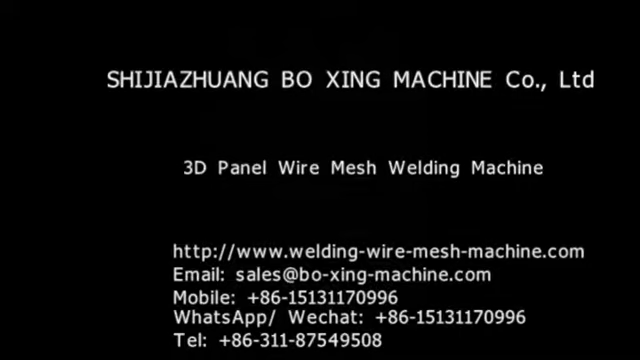 SHIJIAZHUANG BO XING MACHINE Co., Ltd
3D Panel Wire Mesh Welding Machine
http://www.welding-wire-mesh-machine.com
Email: sales@bo-xing-machine.com
Mobile: +86-15131170996
WhatsApp/ Wechat: +86-15131170996
Tel: +86-311-87549508